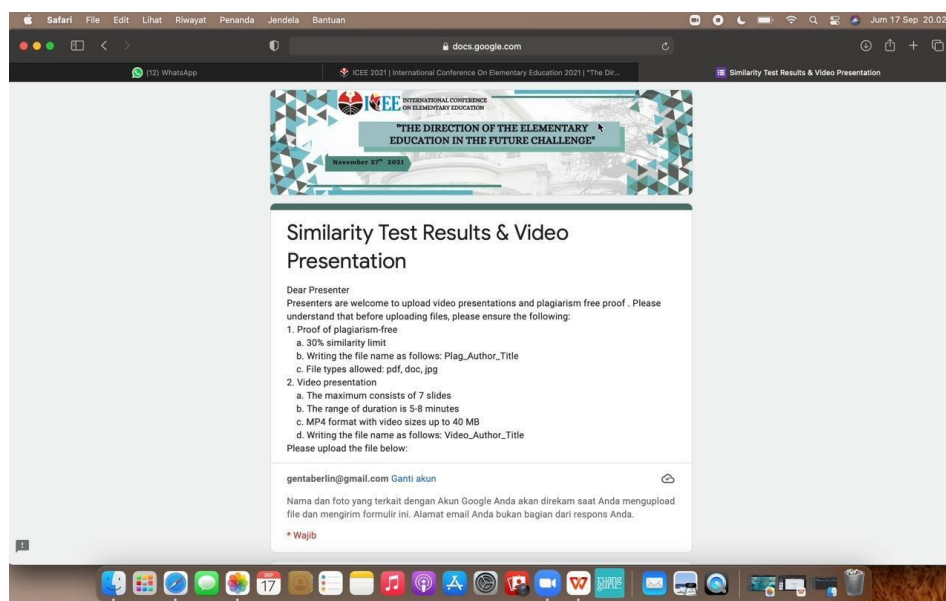 Safari File Edit Lihat Riwayat Penanda Jendela Bantuan Jum 17 Sep 20.02
docs.google.com
(12) WhatsApp
ICEE 2021 | International Conference On Elementary Education 2021 | "The Dir...
Similarity Test Results & Video Presentation
ICEE INTERNATIONAL CONFERENCE
ON ELEMENTARY EDUCATION
"THE DIRECTION OF THE ELEMENTARY
EDUCATION IN THE FUTURE CHALLENGE"
November 27th 2021
Similarity Test Results & Video
Presentation
Dear Presenter
Presenters are welcome to upload video presentations and plagiarism free proof . Please
understand that before uploading files, please ensure the following:
1. Proof of plagiarism-free
a. 30% similarity limit
b. Writing the file name as follows: Plag_Author_Title
c. File types allowed: pdf, doc, jpg
2. Video presentation
a. The maximum consists of 7 slides
b. The range of duration is 5-8 minutes
c. MP4 format with video sizes up to 40 MB
d. Writing the file name as follows: Video_Author_Title
Please upload the file below:
gentaberlin@gmail.com Ganti akun
Nama dan foto yang terkait dengan Akun Google Anda akan direkam saat Anda mengupload
file dan mengirim formulir ini. Alamat email Anda bukan bagian dari respons Anda.
* Wajib
SEP
17